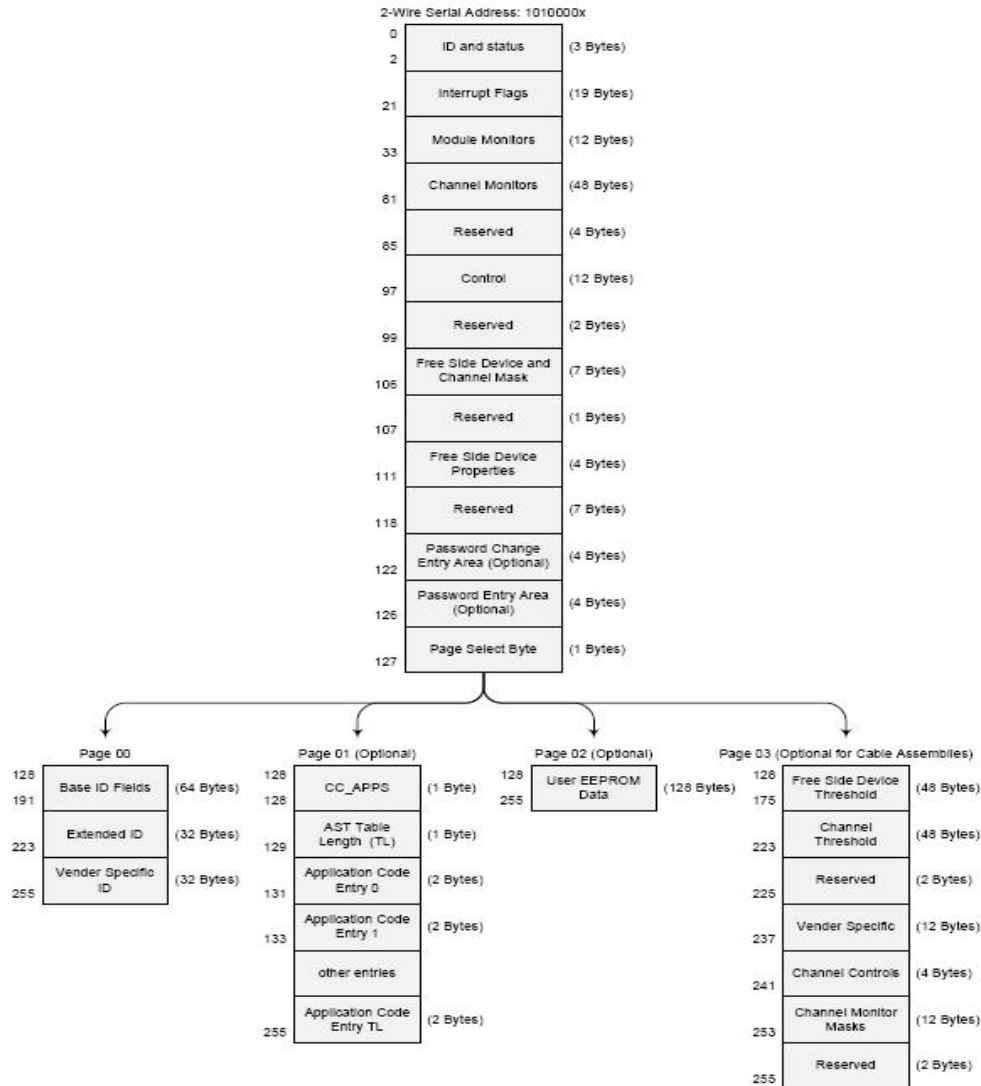 2-Wire Serial Address: 1010000x
0
ID and status (3 Bytes)
2
Interrupt Flags (19 Bytes)
21
Module Monitors (12 Bytes)
33
Channel Monitors (48 Bytes)
81
Reserved (4 Bytes)
85
Control (12 Bytes)
97
Reserved (2 Bytes)
99
Free Side Device and
Channel Mask
(7 Bytes)
106
Reserved (1 Bytes)
107
Free Side Device
Properties
(4 Bytes)
111
Reserved (7 Bytes)
118
Password Change
Entry Area (Optional)
(4 Bytes)
122
Password Entry Area
(Optional)
(4 Bytes)
126
Page Select Byte (1 Bytes)
127
Page 00
128
Base ID Fields (64 Bytes)
191
Extended ID (32 Bytes)
223
Vender Specific
ID
(32 Bytes)
255
Page 01 (Optional)
128
CC_APPS (1 Byte)
128
AST Table
Length (TL)
(1 Byte)
129
Application Code
Entry 0
(2 Bytes)
131
Application Code
Entry 1
(2 Bytes)
133
other entries
Application Code
Entry TL
(2 Bytes)
255
Page 02 (Optional)
128
User EEPROM
Data
(128 Bytes)
255
Page 03 (Optional for Cable Assemblies)
128
Free Side Device
Threshold
(48 Bytes)
175
Channel
Threshold
(48 Bytes)
223
Reserved (2 Bytes)
225
Vender Specific (12 Bytes)
237
Channel Controls (4 Bytes)
241
Channel Monitor
Masks
(12 Bytes)
253
Reserved (2 Bytes)
255